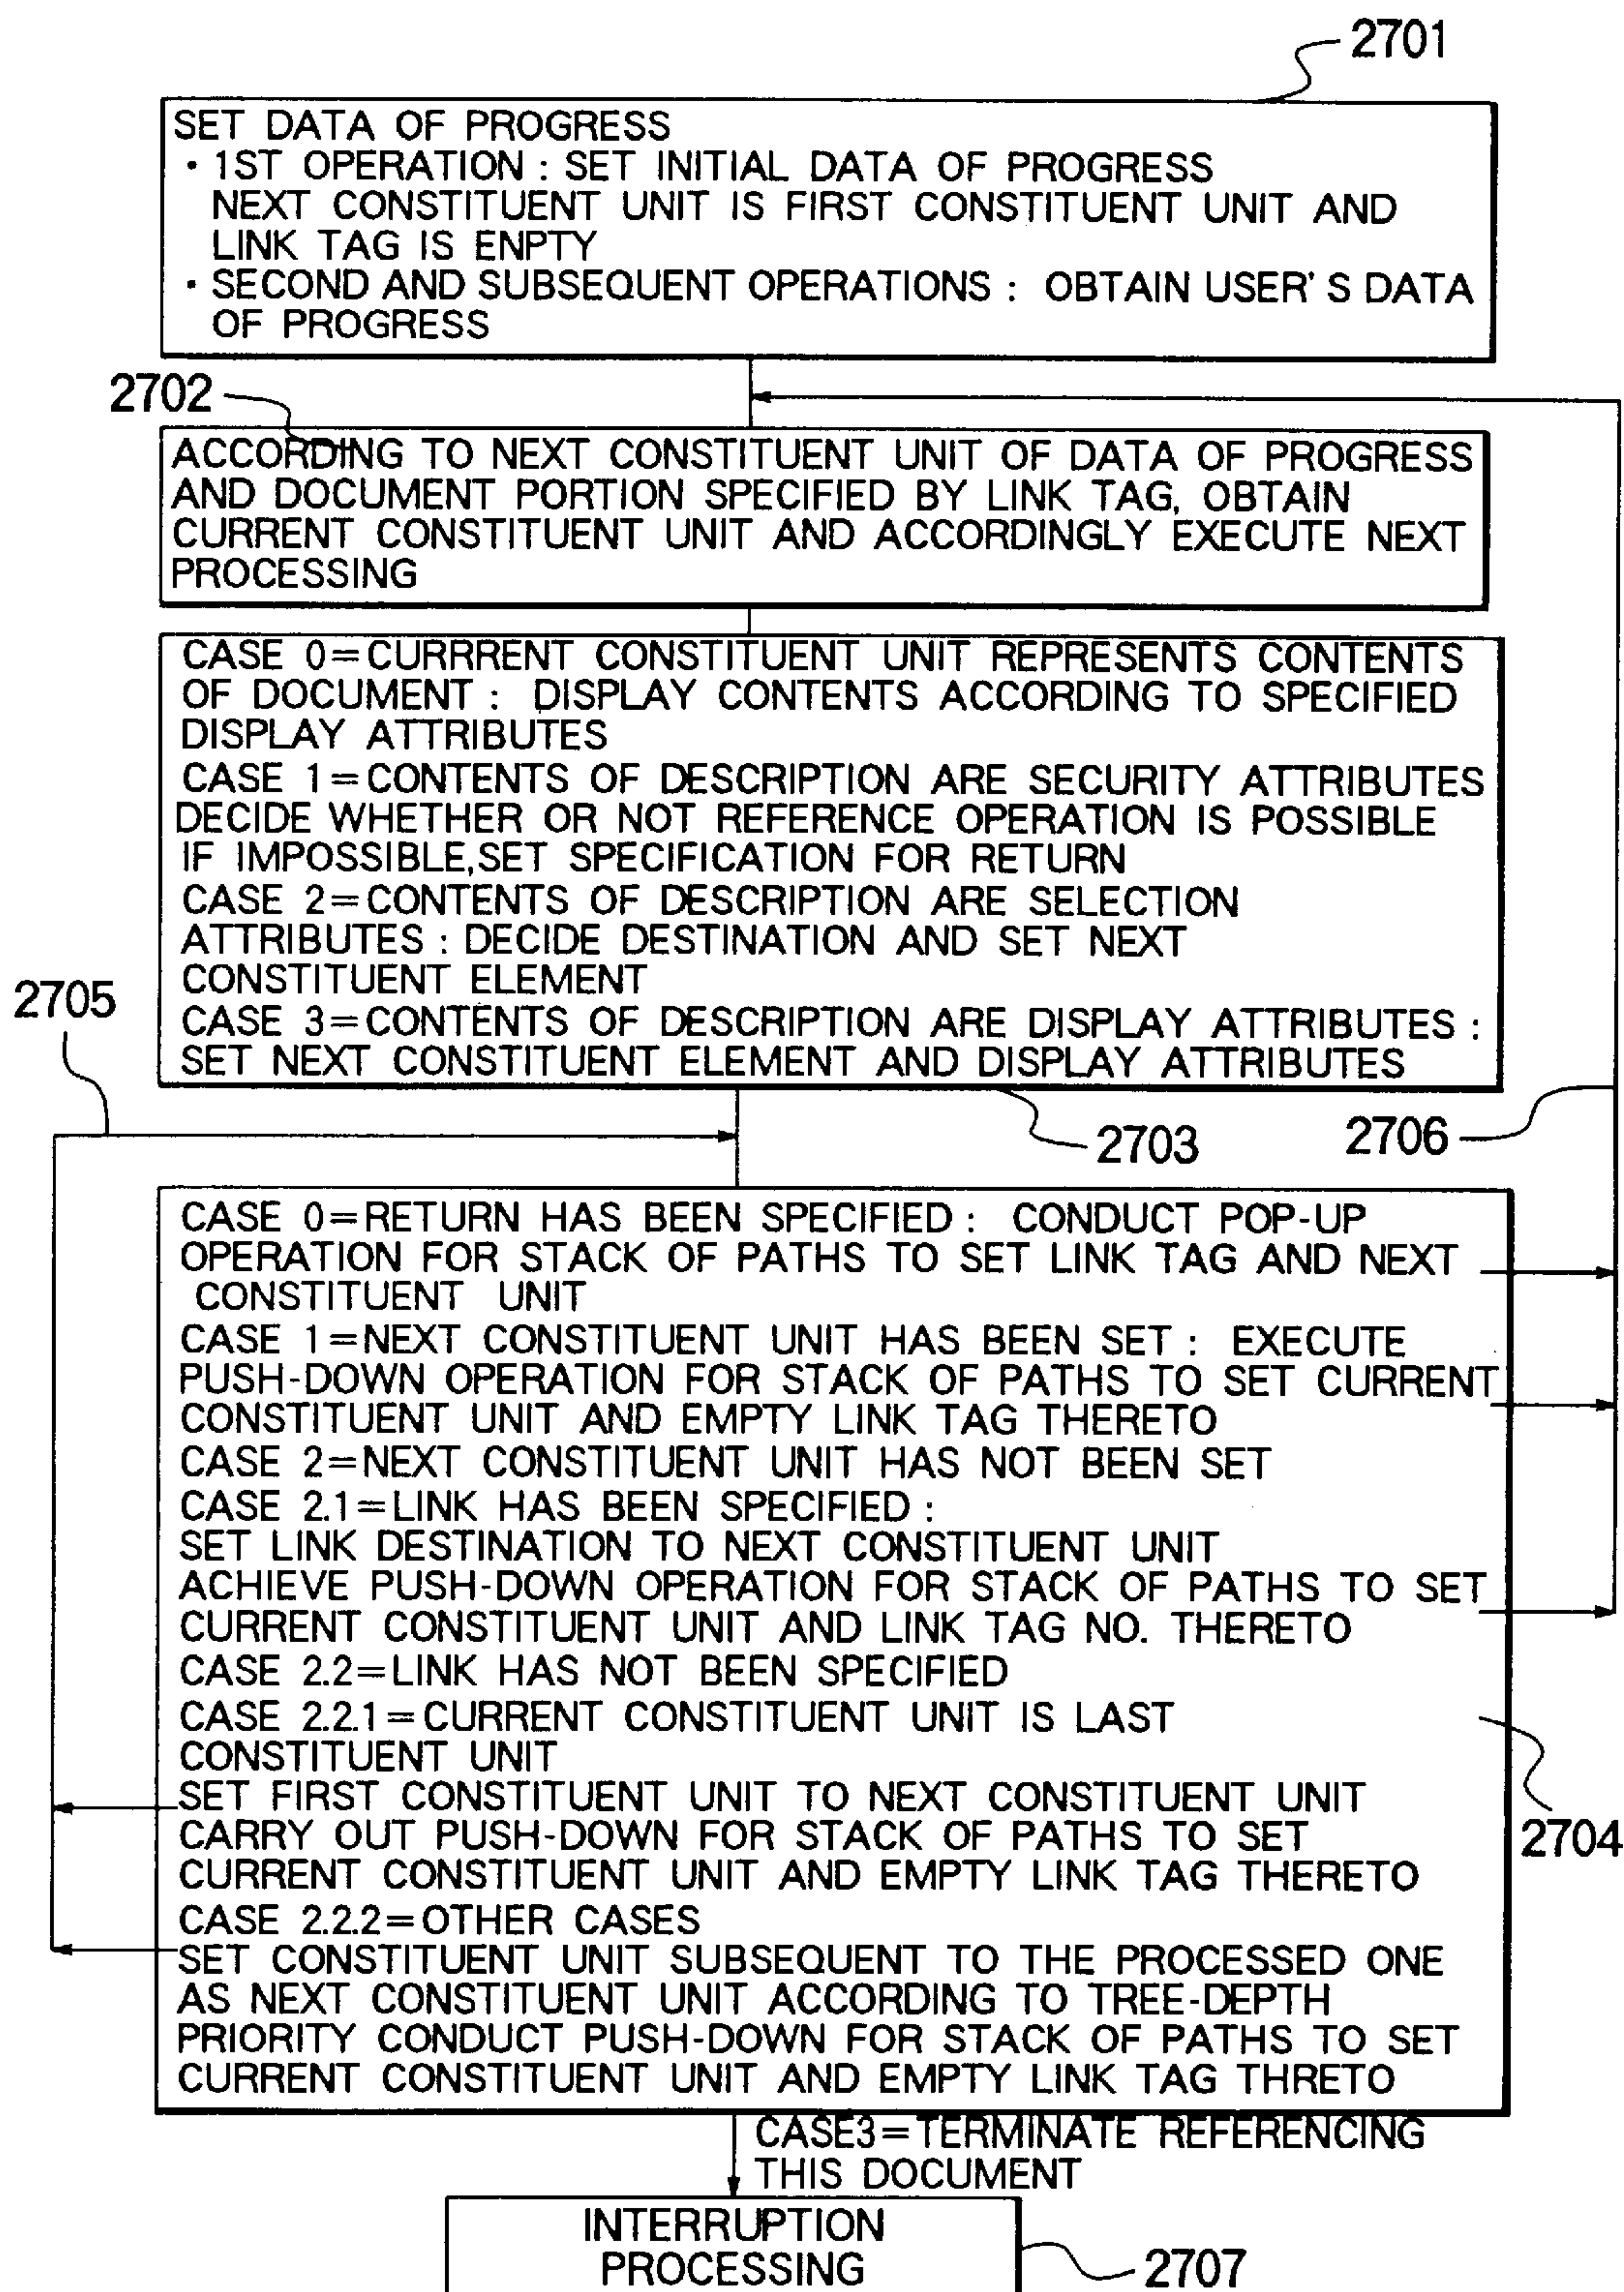 2701
SET DATA OF PROGRESS
· 1ST OPERATION : SET INITIAL DATA OF PROGRESS
NEXT CONSTITUENT UNIT IS FIRST CONSTITUENT UNIT AND
LINK TAG IS ENPTY
· SECOND AND SUBSEQUENT OPERATIONS : OBTAIN USER'S DATA
OF PROGRESS
2702
ACCORDING TO NEXT CONSTITUENT UNIT OF DATA OF PROGRESS
AND DOCUMENT PORTION SPECIFIED BY LINK TAG, OBTAIN
CURRENT CONSTITUENT UNIT AND ACCORDINGLY EXECUTE NEXT
PROCESSING
CASE 0=CURRRENT CONSTITUENT UNIT REPRESENTS CONTENTS
OF DOCUMENT : DISPLAY CONTENTS ACCORDING TO SPECIFIED
DISPLAY ATTRIBUTES
CASE 1=CONTENTS OF DESCRIPTION ARE SECURITY ATTRIBUTES
DECIDE WHETHER OR NOT REFERENCE OPERATION IS POSSIBLE
IF IMPOSSIBLE,SET SPECIFICATION FOR RETURN
CASE 2=CONTENTS OF DESCRIPTION ARE SELECTION
ATTRIBUTES : DECIDE DESTINATION AND SET NEXT
CONSTITUENT ELEMENT
CASE 3=CONTENTS OF DESCRIPTION ARE DISPLAY ATTRIBUTES :
SET NEXT CONSTITUENT ELEMENT AND DISPLAY ATTRIBUTES
2705
2703
2706
CASE 0=RETURN HAS BEEN SPECIFIED : CONDUCT POP-UP
OPERATION FOR STACK OF PATHS TO SET LINK TAG AND NEXT
CONSTITUENT UNIT
CASE 1=NEXT CONSTITUENT UNIT HAS BEEN SET : EXECUTE
PUSH-DOWN OPERATION FOR STACK OF PATHS TO SET CURRENT
CONSTITUENT UNIT AND EMPTY LINK TAG THERETO
CASE 2=NEXT CONSTITUENT UNIT HAS NOT BEEN SET
CASE 2.1=LINK HAS BEEN SPECIFIED :
SET LINK DESTINATION TO NEXT CONSTITUENT UNIT
ACHIEVE PUSH-DOWN OPERATION FOR STACK OF PATHS TO SET
CURRENT CONSTITUENT UNIT AND LINK TAG NO. THERETO
CASE 2.2=LINK HAS NOT BEEN SPECIFIED
CASE 2.2.1=CURRENT CONSTITUENT UNIT IS LAST
CONSTITUENT UNIT
SET FIRST CONSTITUENT UNIT TO NEXT CONSTITUENT UNIT
CARRY OUT PUSH-DOWN FOR STACK OF PATHS TO SET
CURRENT CONSTITUENT UNIT AND EMPTY LINK TAG THERETO
2704
CASE 2.2.2=OTHER CASES
SET CONSTITUENT UNIT SUBSEQUENT TO THE PROCESSED ONE
AS NEXT CONSTITUENT UNIT ACCORDING TO TREE-DEPTH
PRIORITY CONDUCT PUSH-DOWN FOR STACK OF PATHS TO SET
CURRENT CONSTITUENT UNIT AND EMPTY LINK TAG THRETO
CASE3=TERMINATE REFERENCING
THIS DOCUMENT
INTERRUPTION
PROCESSING
2707